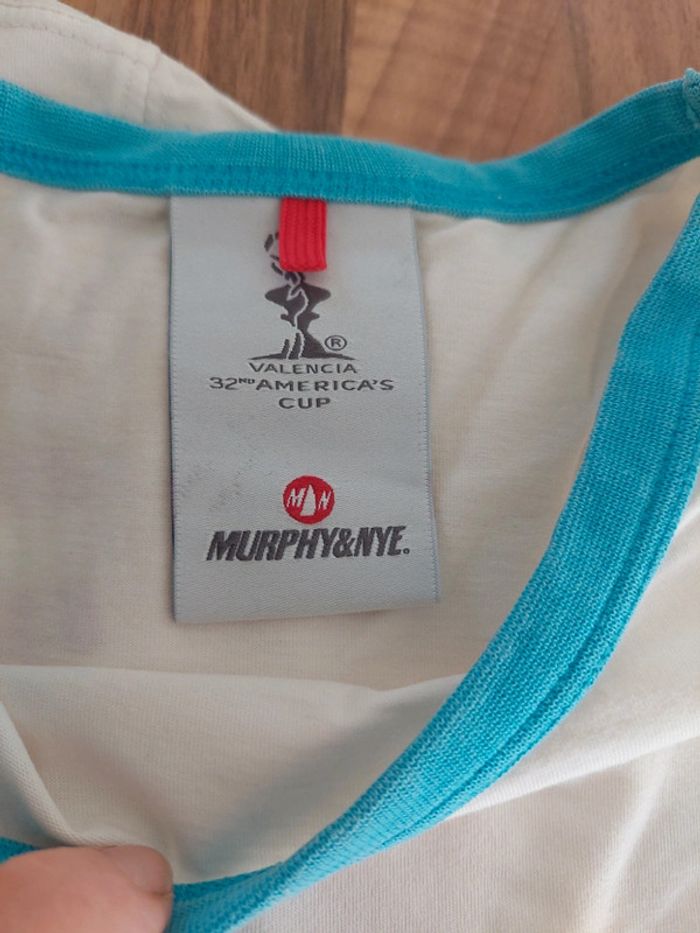 ®
VALENCIA
32ND AMERICA'S
CUP
M N
MURPHY&NYE.